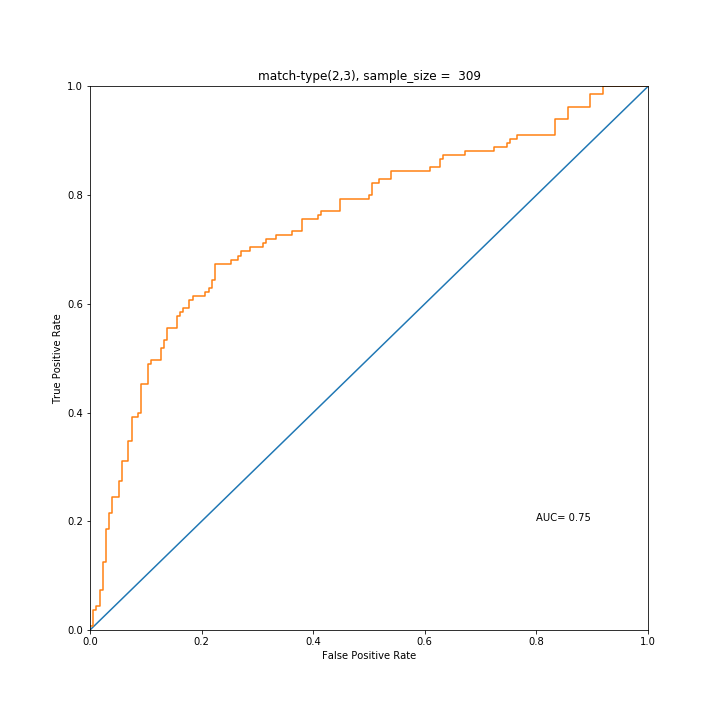 match-type(2,3), sample_size =  309
True Positive Rate
1.0
0.8
0.6
0.4
0.2
0.0
AUC= 0.75
0.0 0.2 0.4 0.6 0.8 1.0
False Positive Rate